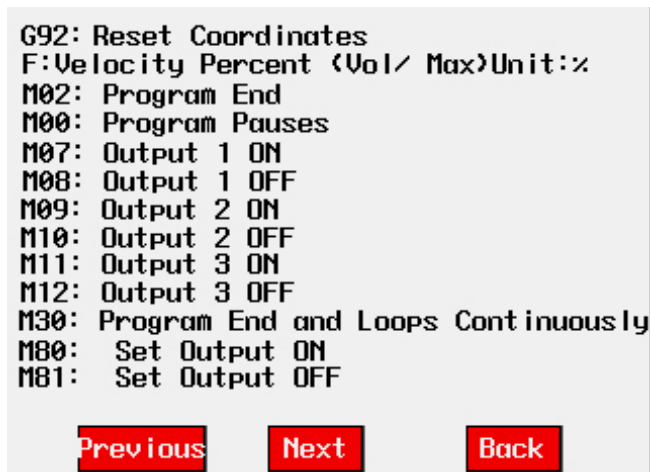 G92: Reset Coordinates
F:Velocity Percent (Vol/ Max)Unit:%
M02: Program End
M00: Program Pauses
M07: Output 1 ON
M08: Output 1 OFF
M09: Output 2 ON
M10: Output 2 OFF
M11: Output 3 ON
M12: Output 3 OFF
M30: Program End and Loops Continuously
M80: Set Output ON
M81: Set Output OFF
Previous Next Back